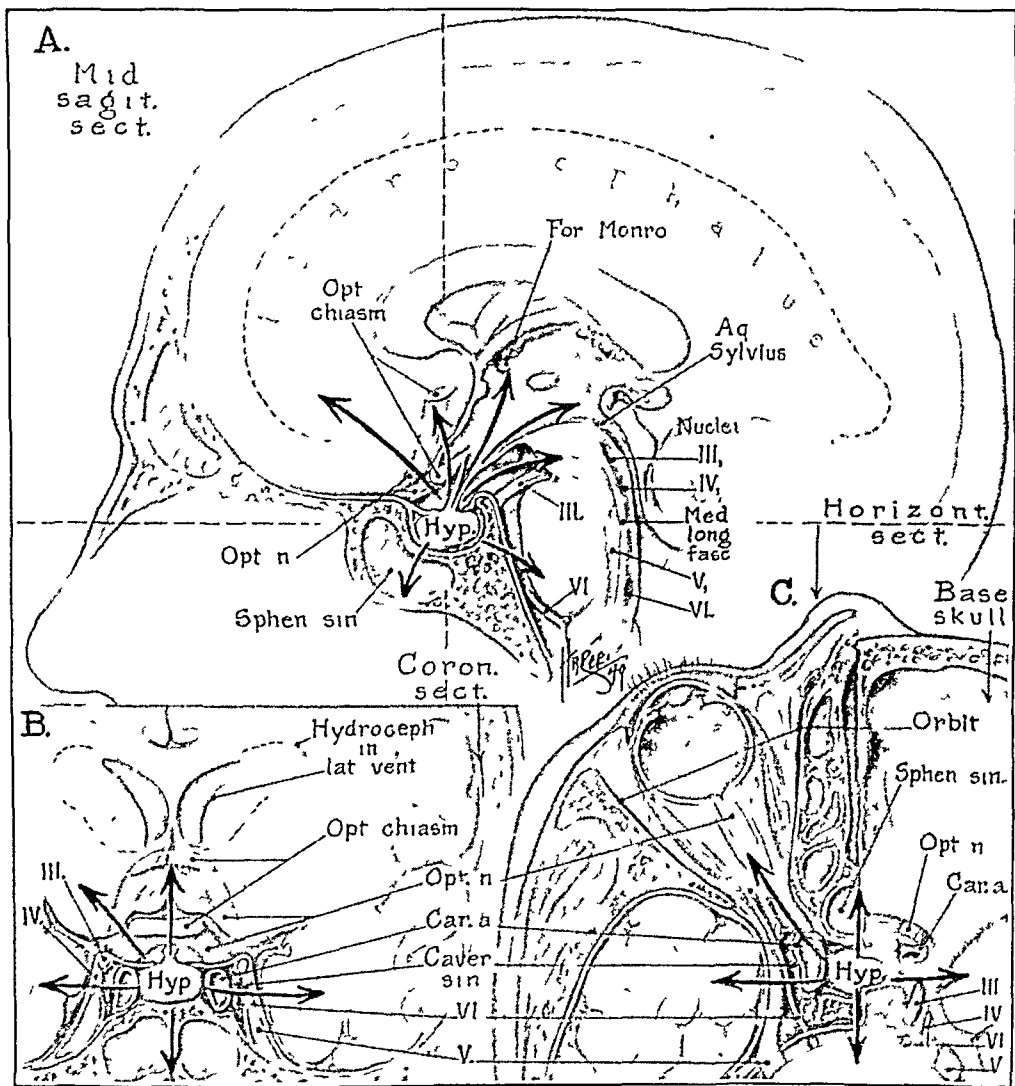 A.
Mid
sagit.
sect.
For Monro
Opt
chiasm
Aq
Sylvius
Nuclei
III,
IV,
Med
long
fasc
V,
VI.
III.
Hyp
Opt n
Sphen sin
VI
Coron.
sect.
Horizont.
sect.
C.
Base
skull
Orbit
Sphen sin.
Opt n
Car. a
Hyp
III
IV
VI
V
B.
Hydroceph
in
lat vent
Opt chiasm
Opt. n
III.
IV.
Car. a
Caver
sin
Hyp
VI
V.